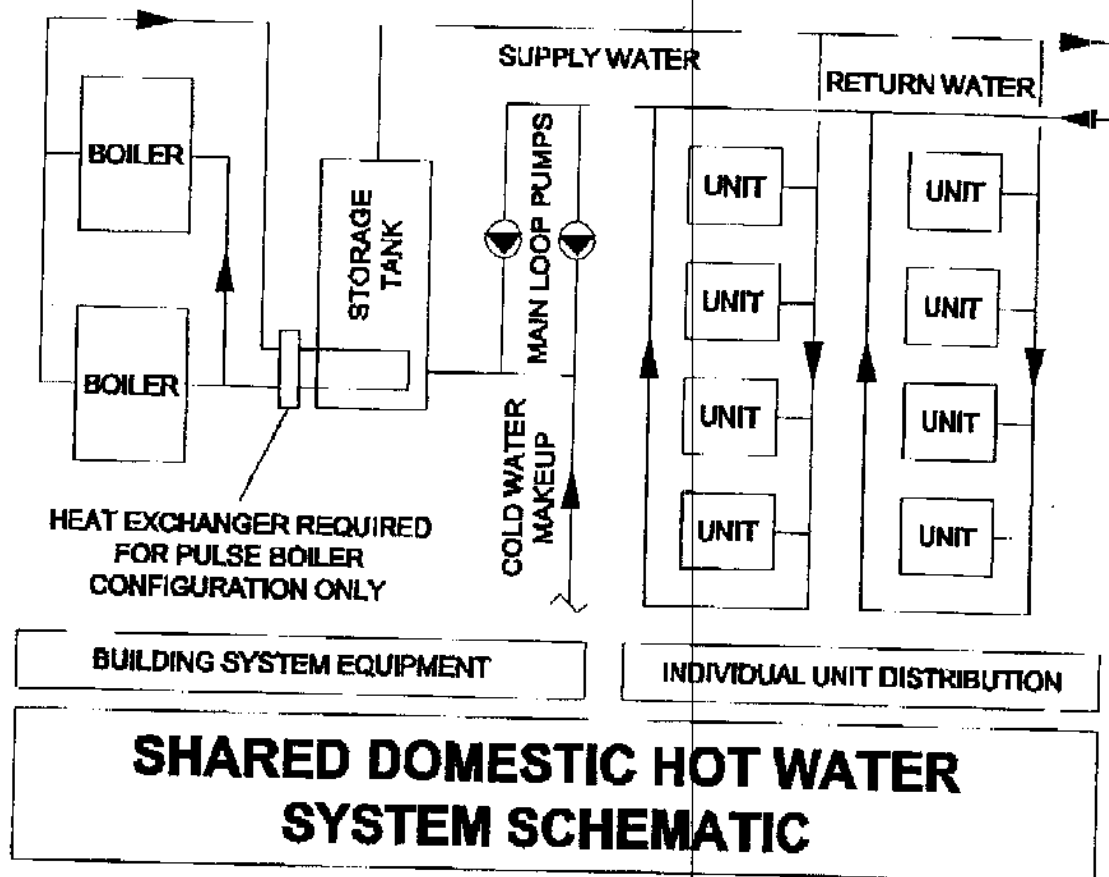 SUPPLY WATER
RETURN WATER
BOILER
BOILER
STORAGE
TANK
MAIN LOOP PUMPS
COLD WATER
MAKEUP
UNIT
UNIT
UNIT
UNIT
UNIT
UNIT
UNIT
UNIT
HEAT EXCHANGER REQUIRED
FOR PULSE BOILER
CONFIGURATION ONLY
BUILDING SYSTEM EQUIPMENT
INDIVIDUAL UNIT DISTRIBUTION
SHARED DOMESTIC HOT WATER
SYSTEM SCHEMATIC